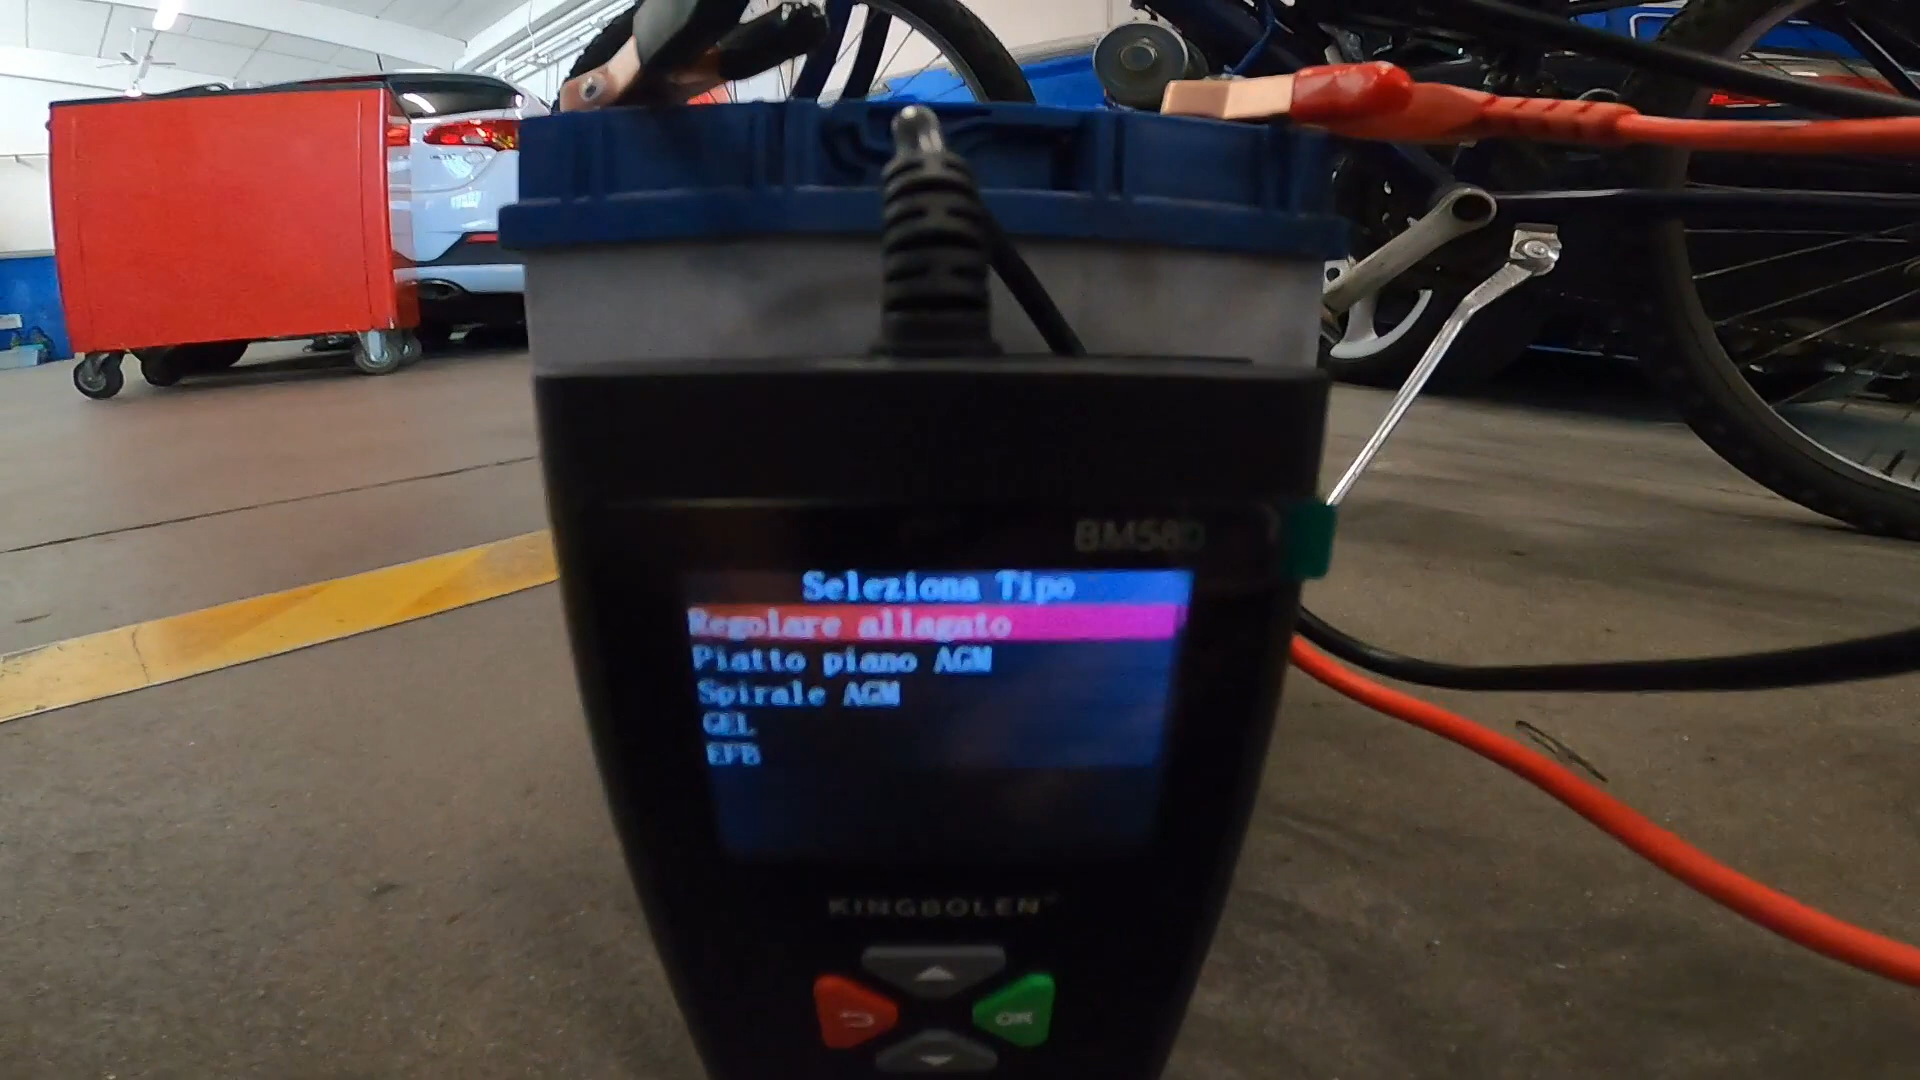 BM580
Seleziona Tipo
Regolare allagato
Piatto piano AGM
Spirale AGM
GEL
EFB
KINGBOLEN
OK